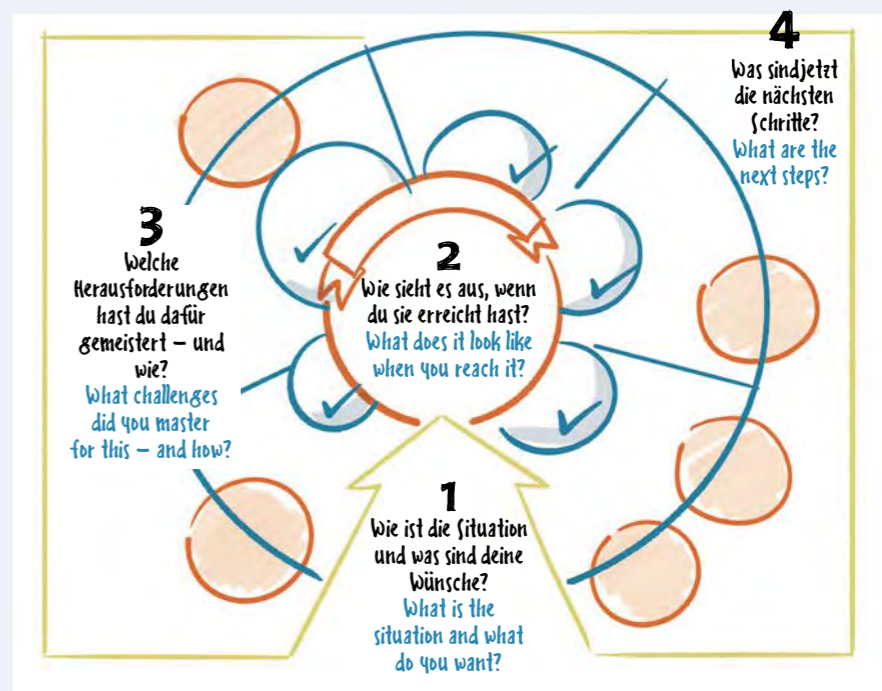 1
Wie ist die Situation
und was sind deine
Wünsche?
What is the
situation and what
do you want?
2
Wie sieht es aus, wenn
du sie erreicht hast?
What does it look like
when you reach it?
3
Welche
Herausforderungen
hast du dafür
gemeistert – und
wie?
What challenges
did you master
for this – and how?
4
Was sindjetzt
die nächsten
Schritte?
What are the
next steps?